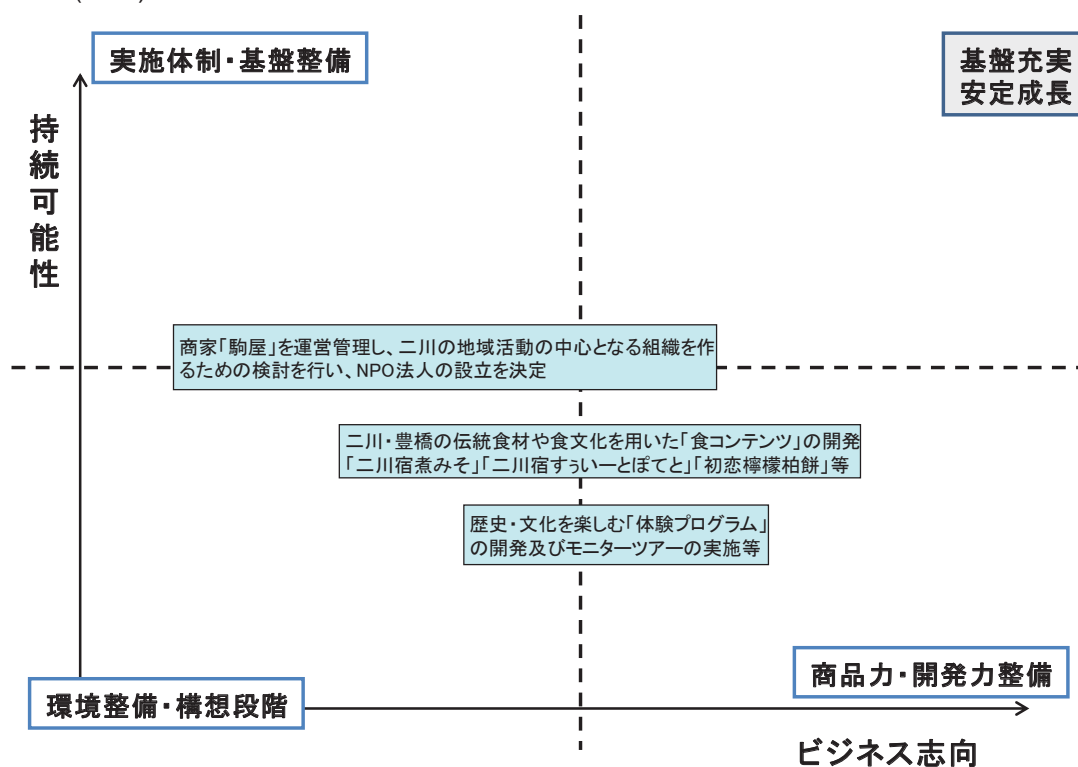 実施体制・基盤整備
基盤充実
安定成長
持続可能性
商家「駒屋」を運営管理し、二川の地域活動の中心となる組織を作
るための検討を行い、NPO法人の設立を決定
二川・豊橋の伝統食材や食文化を用いた「食コンテンツ」の開発
「二川宿煮みそ」「二川宿すぅいーとぽてと」「初恋檸檬柏餅」等
歴史・文化を楽しむ「体験プログラム」
の開発及びモニターツアーの実施等
商品力・開発力整備
環境整備・構想段階
ビジネス志向